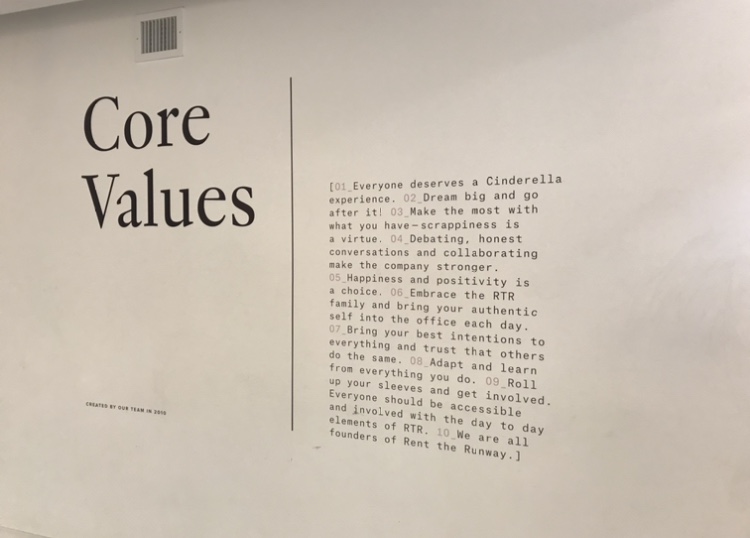 Core
Values
CREATED BY OUR TEAM IN 2010
[01_Everyone deserves a Cinderella
experience. 02_Dream big and go
after it! 03_Make the most with
what you have—scrappiness is
a virtue. 04_Debating, honest
conversations and collaborating
make the company stronger.
05_Happiness and positivity is
a choice. 06_Embrace the RTR
family and bring your authentic
self into the office each day.
07_Bring your best intentions to
everything and trust that others
do the same. 08_Adapt and learn
from everything you do. 09_Roll
up your sleeves and get involved.
Everyone should be accessible
and involved with the day to day
elements of RTR. 10_We are all
founders of Rent the Runway.]